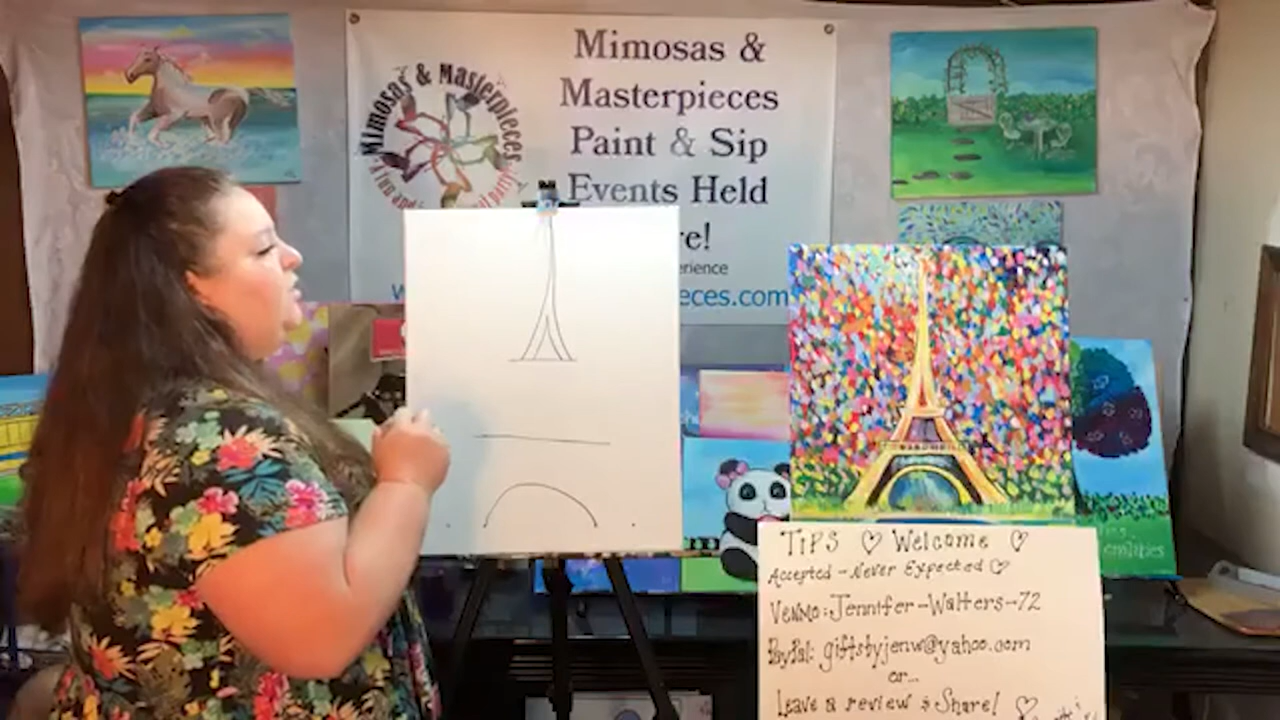 Mimosas & Masterpieces
Mimosas &
Masterpieces
Paint & Sip
Events Held
re!
erience
w
eces.com
TiPS ♡ Welcome ♡
Accepted - Never Expected ♡
Venmo: Jennifer-Walters-72
PayPal: giftsbyjenw@yahoo.com
or...
Leave a review & Share! ♡